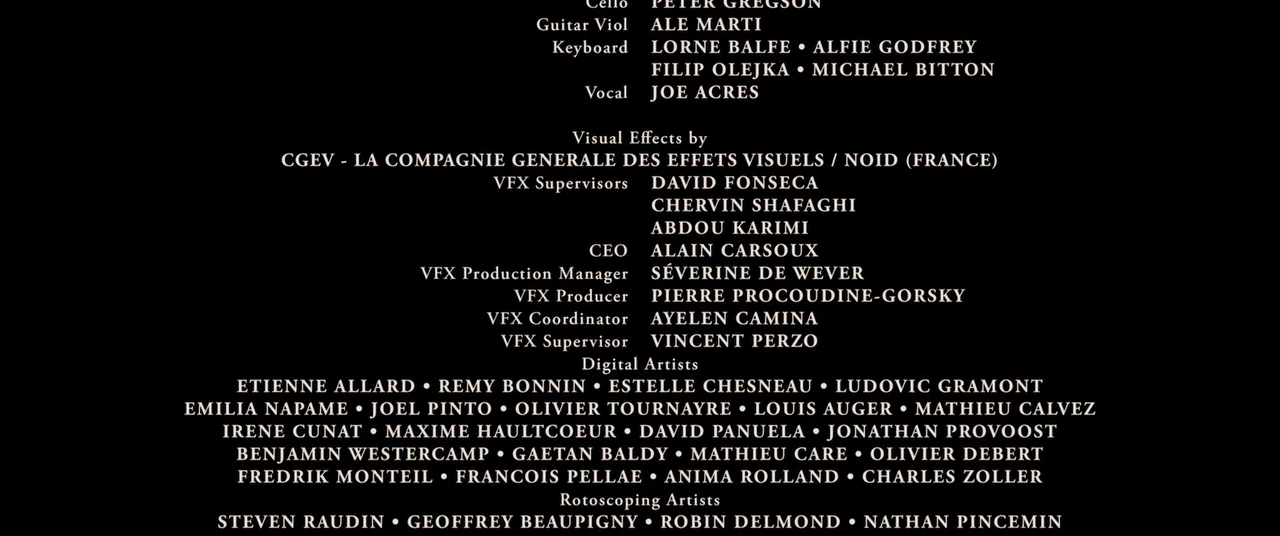 Cello PETER GREGSON
Guitar Viol ALE MARTI
Keyboard LORNE BALFE • ALFIE GODFREY
FILIP OLEJKA • MICHAEL BITTON
Vocal JOE ACRES
Visual Effects by
CGEV - LA COMPAGNIE GENERALE DES EFFETS VISUELS / NOID (FRANCE)
VFX Supervisors DAVID FONSECA
CHERVIN SHAFAGHI
ABDOU KARIMI
CEO ALAIN CARSOUX
VFX Production Manager SÉVERINE DE WEVER
VFX Producer PIERRE PROCOUDINE-GORSKY
VFX Coordinator AYELEN CAMINA
VFX Supervisor VINCENT PERZO
Digital Artists
ETIENNE ALLARD • REMY BONNIN • ESTELLE CHESNEAU • LUDOVIC GRAMONT
EMILIA NAPAME • JOEL PINTO • OLIVIER TOURNAYRE • LOUIS AUGER • MATHIEU CALVEZ
IRENE CUNAT • MAXIME HAULTCOEUR • DAVID PANUELA • JONATHAN PROVOOST
BENJAMIN WESTERCAMP • GAETAN BALDY • MATHIEU CARE • OLIVIER DEBERT
FREDRIK MONTEIL • FRANCOIS PELLAE • ANIMA ROLLAND • CHARLES ZOLLER
Rotoscoping Artists
STEVEN RAUDIN • GEOFFREY BEAUPIGNY • ROBIN DELMOND • NATHAN PINCEMIN